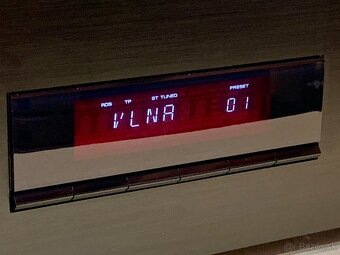 RDS TP ST TUNED PRESET
VLNA 01